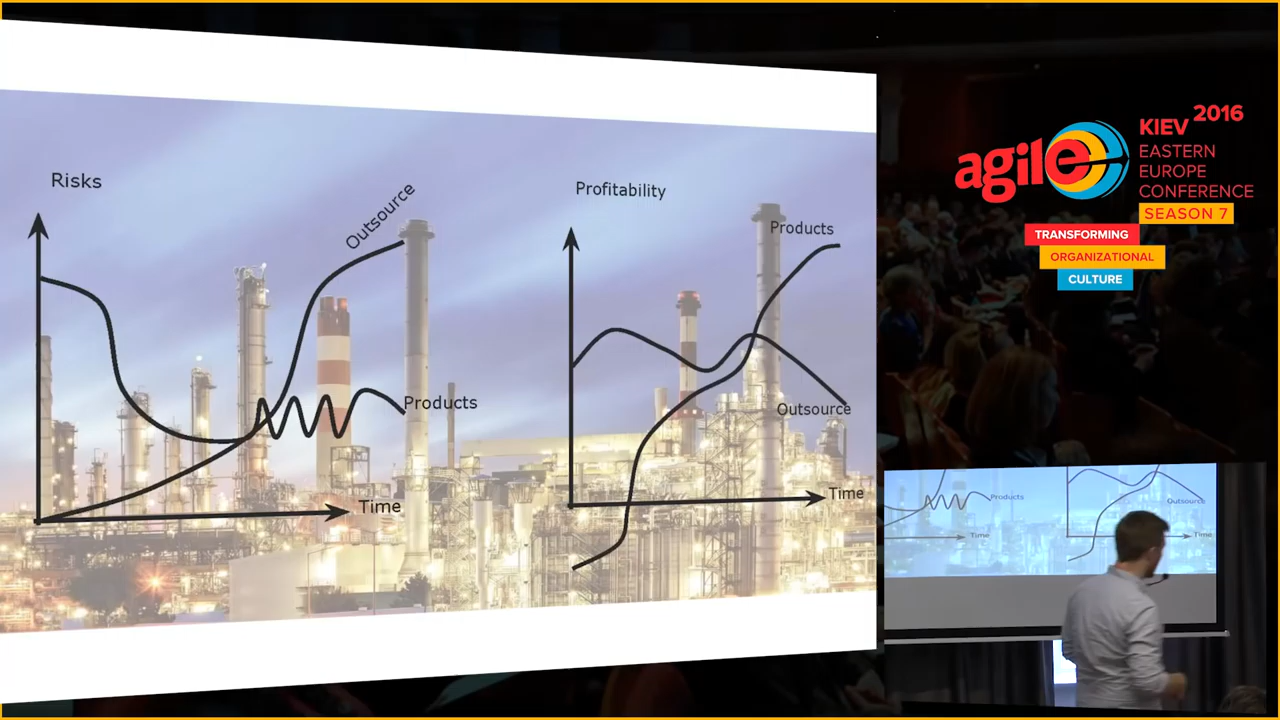 Risks
Outsource
Products
Time
Profitability
Products
Outsource
Time
agile
KIEV 2016
EASTERN
EUROPE
CONFERENCE
SEASON 7
TRANSFORMING
ORGANIZATIONAL
CULTURE
Products
Time
Outsource
Time